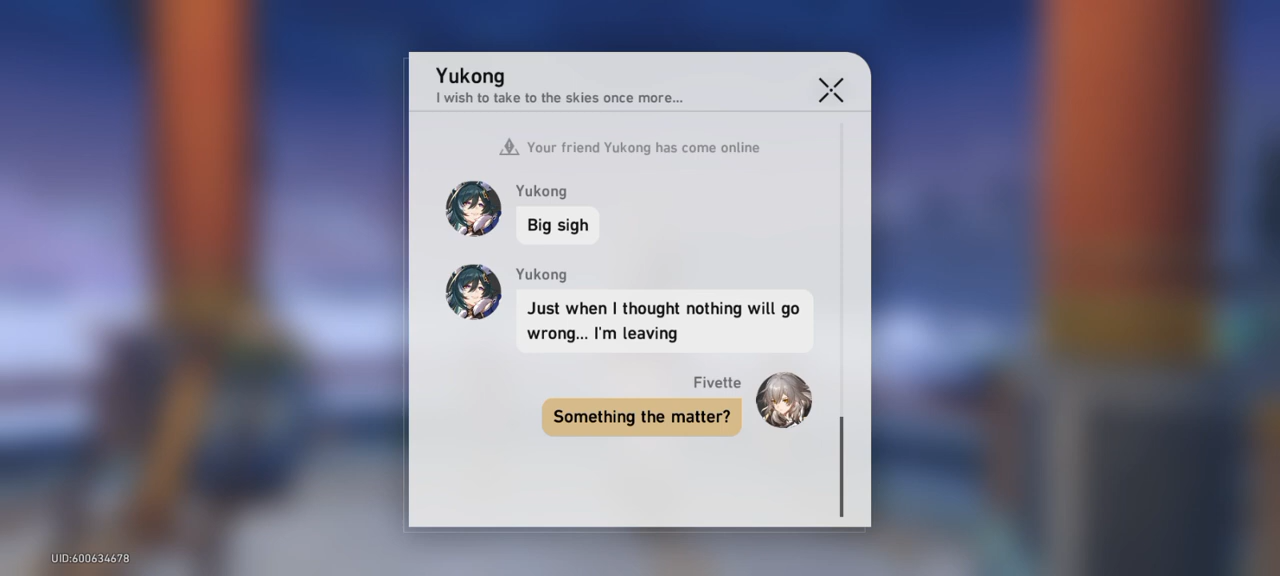 Yukong
I wish to take to the skies once more...
Your friend Yukong has come online
Yukong
Big sigh
Yukong
Just when I thought nothing will go
wrong... I'm leaving
Fivette
Something the matter?
UID:600634678